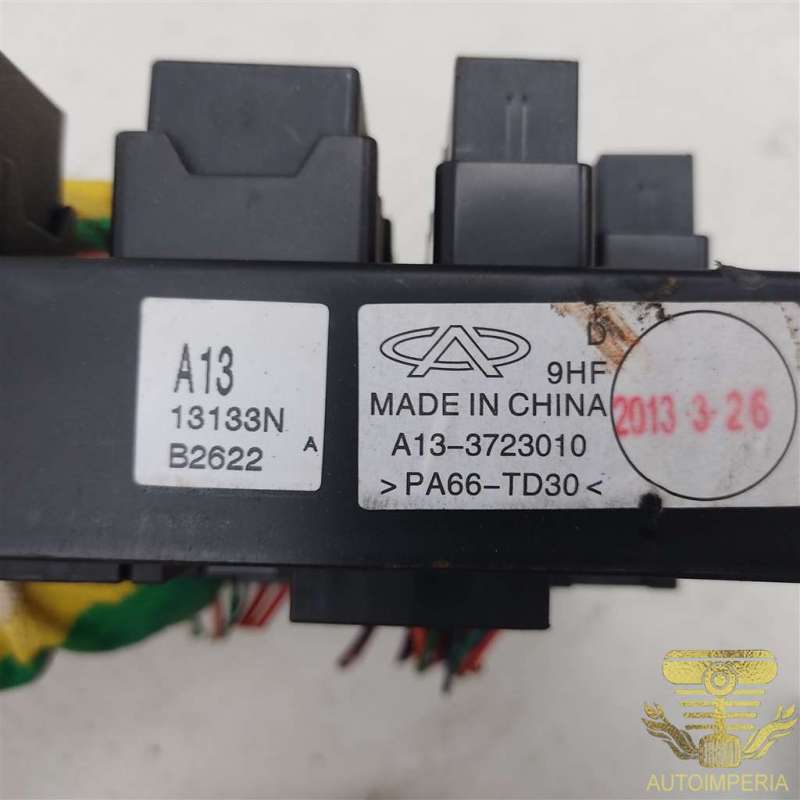 A13
13133N
B2622 A
D
9HF
MADE IN CHINA
A13-3723010
>PA66-TD30<
2013 3-26
AUTOIMPERIA